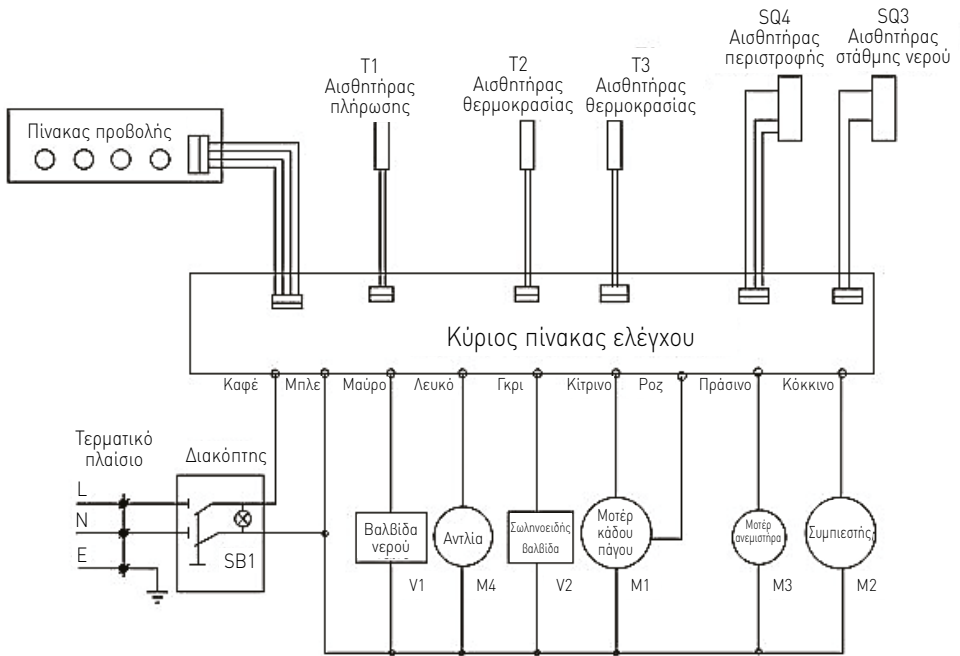 SQ4
Αισθητήρας
περιστροφής
SQ3
Αισθητήρας
στάθμης νερού
T1
Αισθητήρας
πλήρωσης
T2
Αισθητήρας
θερμοκρασίας
T3
Αισθητήρας
θερμοκρασίας
Πίνακας προβολής
Κύριος πίνακας ελέγχου
Καφέ Μπλε Μαύρο Λευκό Γκρι Κίτρινο Ροζ Πράσινο Κόκκινο
Τερματικό
πλαίσιο
Διακόπτης
L
N
E
SB1
Βαλβίδα
νερού
V1
Αντλία
M4
Σωληνοειδής
βαλβίδα
V2
Μοτέρ
κάδου
πάγου
M1
Μοτέρ
ανεμιστήρα
M3
Συμπιεστής
M2